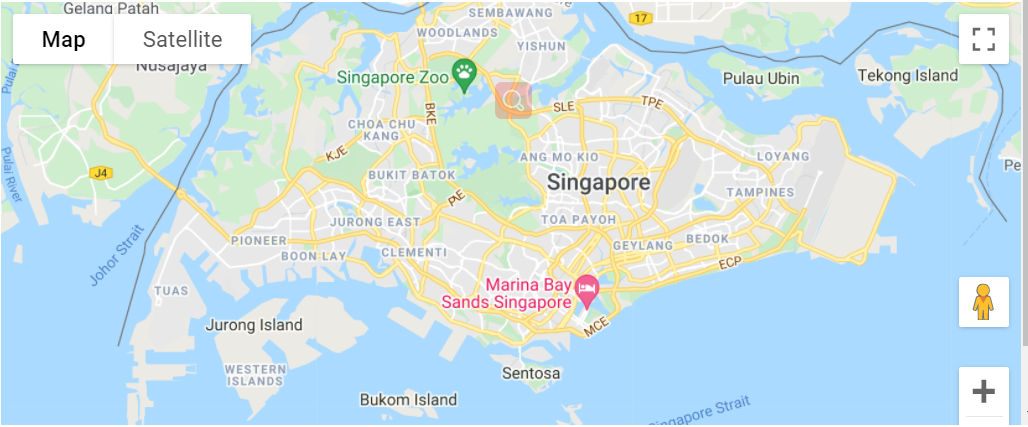 Gelang Patah
SEMBAWANG
17
WOODLANDS
Map
Satellite
YISHUN
Nusajaya
Singapore Zoo
Pulau Ubin
Tekong Island
BKE
SLE
TPE
CHOA CHU
KANG
KJE
ANG MO KIO
LOYANG
J4
BUKIT BATOK
Singapore
Pulai River
PIE
TAMPINES
JURONG EAST
TOA PAYOH
PIONEER
GEYLANG
BEDOK
BOON LAY
CLEMENTI
ECP
Johor Strait
TUAS
Marina Bay
Sands Singapore
MCE
Jurong Island
WESTERN
ISLANDS
Sentosa
Bukom Island
Singapore Strait